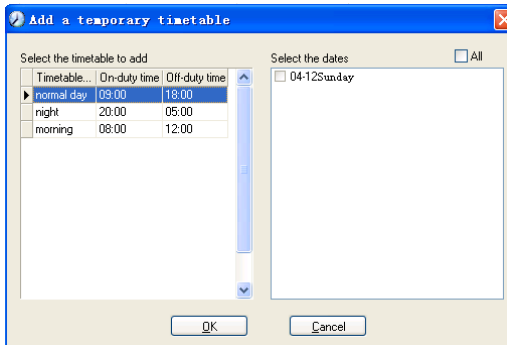 Add a temporary timetable
Select the timetable to add
Select the dates
All
Timetable... On-duty time Off-duty time
normal day 09:00 18:00
night 20:00 05:00
morning 08:00 12:00
04-12Sunday
OK
Cancel